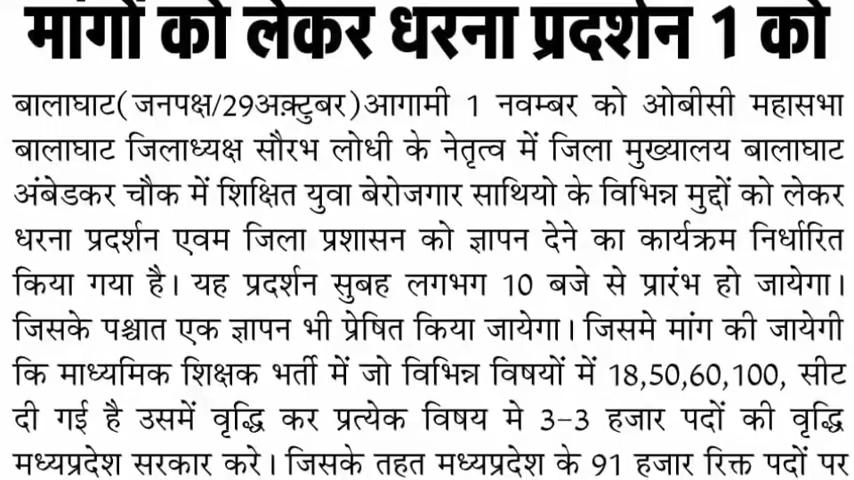 मांगों को लेकर धरना प्रदर्शन 1 को
बालाघाट(जनपक्ष/29अक़्टुबर)आगामी 1 नवम्बर को ओबीसी महासभा
बालाघाट जिलाध्यक्ष सौरभ लोधी के नेतृत्व में जिला मुख्यालय बालाघाट
अंबेडकर चौक में शिक्षित युवा बेरोजगार साथियो के विभिन्न मुद्दों को लेकर
धरना प्रदर्शन एवम जिला प्रशासन को ज्ञापन देने का कार्यक्रम निर्धारित
किया गया है। यह प्रदर्शन सुबह लगभग 10 बजे से प्रारंभ हो जायेगा।
जिसके पश्चात एक ज्ञापन भी प्रेषित किया जायेगा। जिसमे मांग की जायेगी
कि माध्यमिक शिक्षक भर्ती में जो विभिन्न विषयों में 18,50,60,100, सीट
दी गई है उसमें वृद्धि कर प्रत्येक विषय मे 3-3 हजार पदों की वृद्धि
मध्यप्रदेश सरकार करे। जिसके तहत मध्यप्रदेश के 91 हजार रिक्त पदों पर